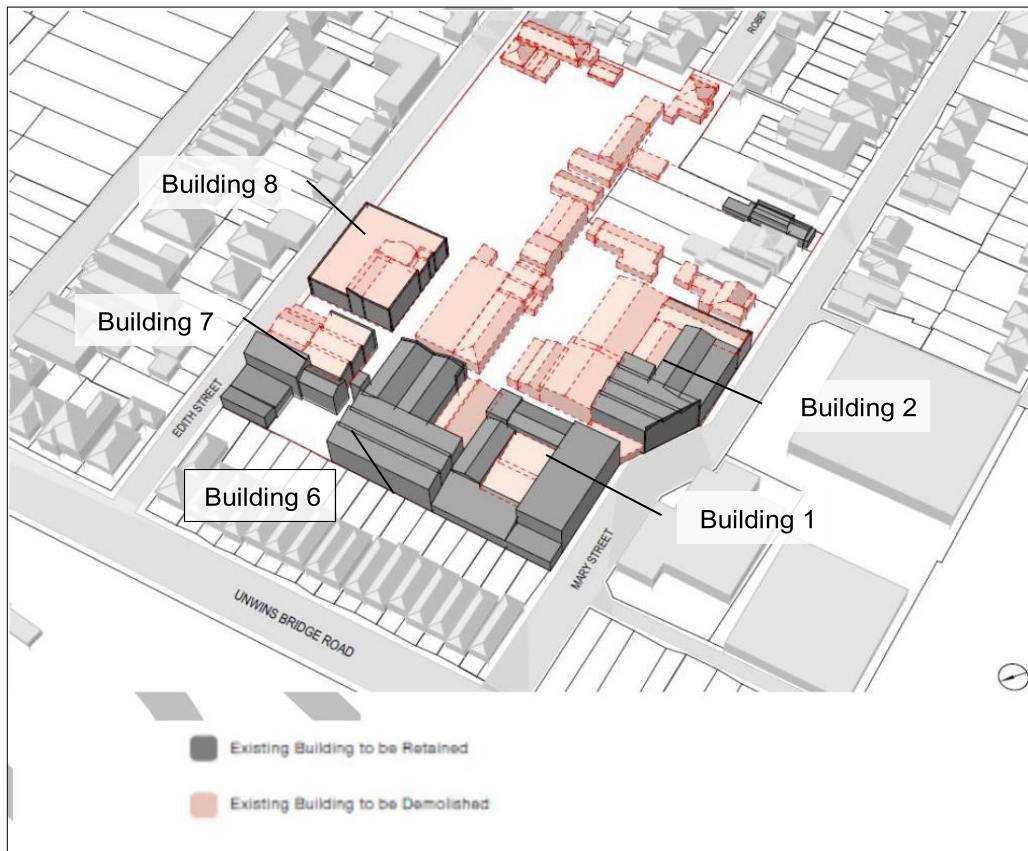 ROBE
Building 8
Building 7
EDITH STREET
Building 2
Building 6
Building 1
MARY STREET
UNWINS BRIDGE ROAD
Existing Building to be Retained
Existing Building to be Demolished